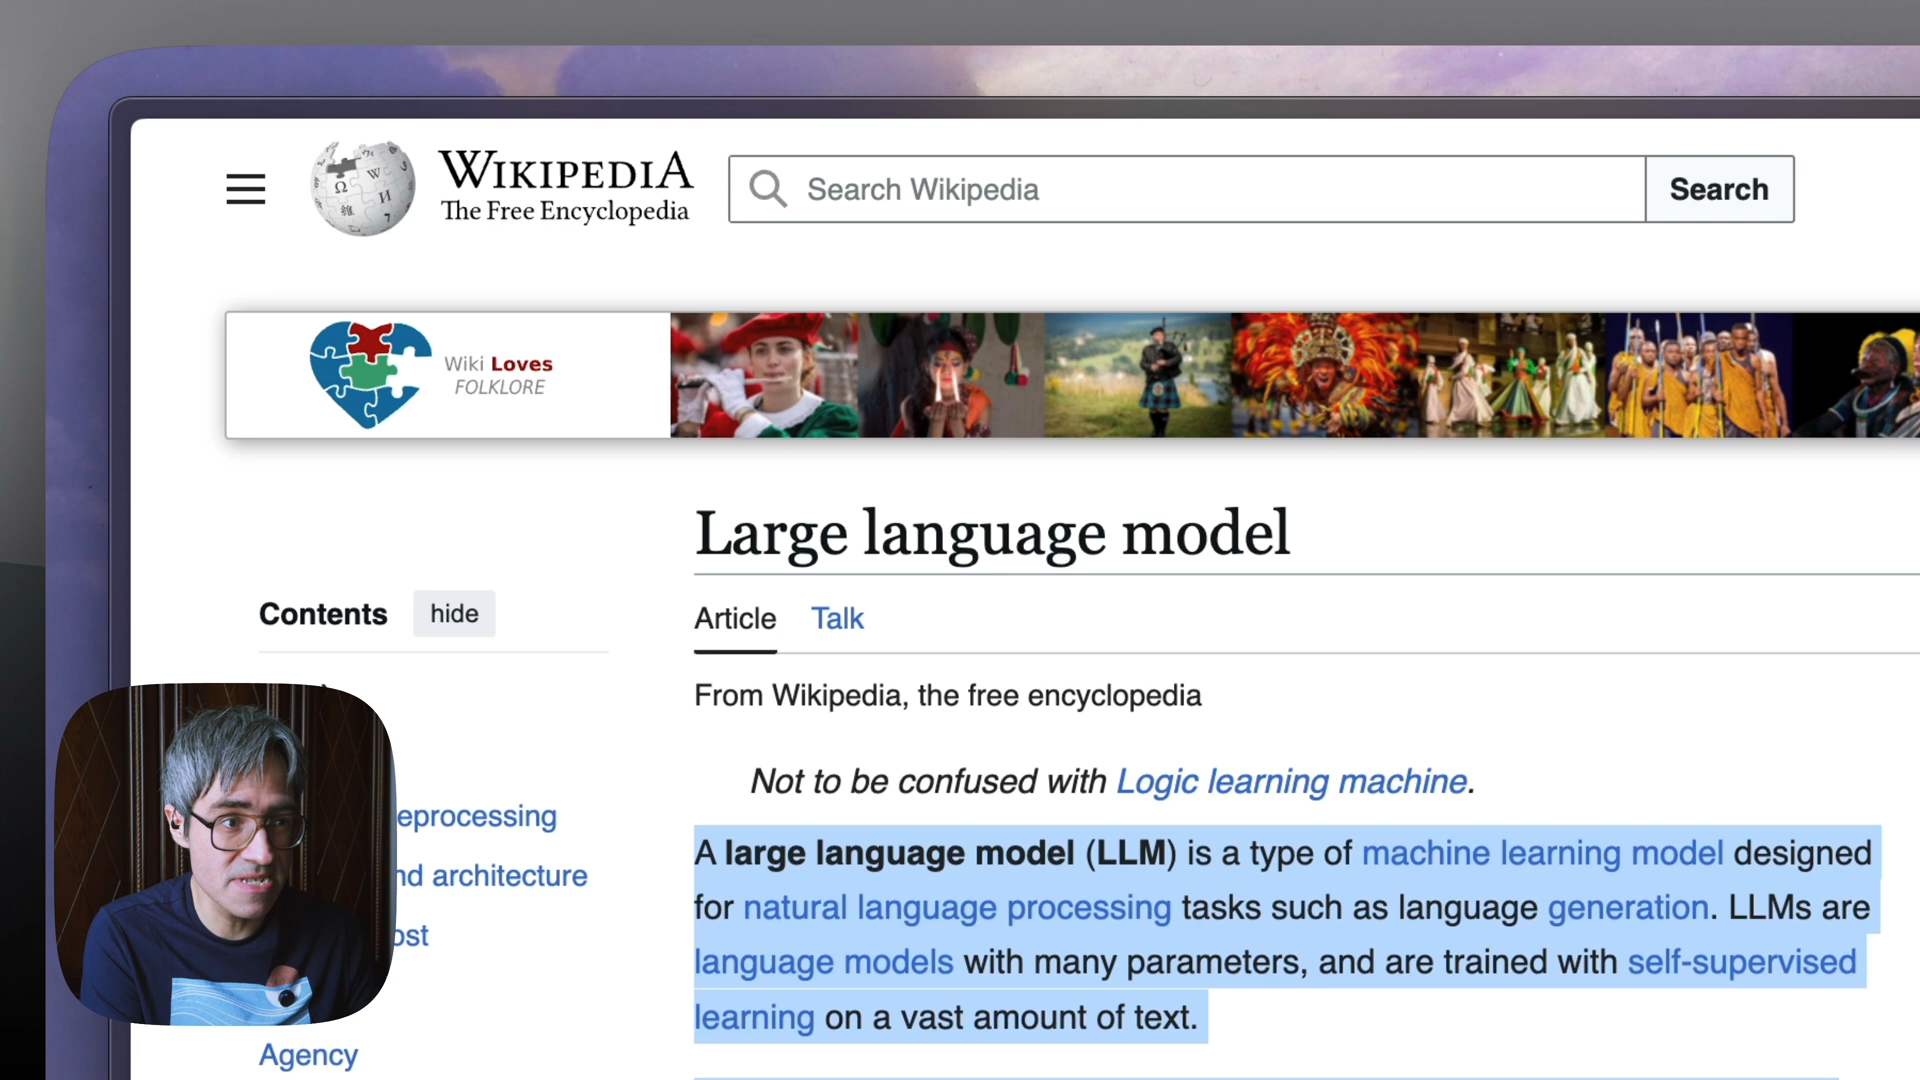 WIKIPEDIA
The Free Encyclopedia
Search Wikipedia
Search
Wiki Loves
FOLKLORE
Large language model
Contents hide
Article Talk
From Wikipedia, the free encyclopedia
Not to be confused with Logic learning machine.
eprocessing
nd architecture
ost
Agency
A large language model (LLM) is a type of machine learning model designed
for natural language processing tasks such as language generation. LLMs are
language models with many parameters, and are trained with self-supervised
learning on a vast amount of text.